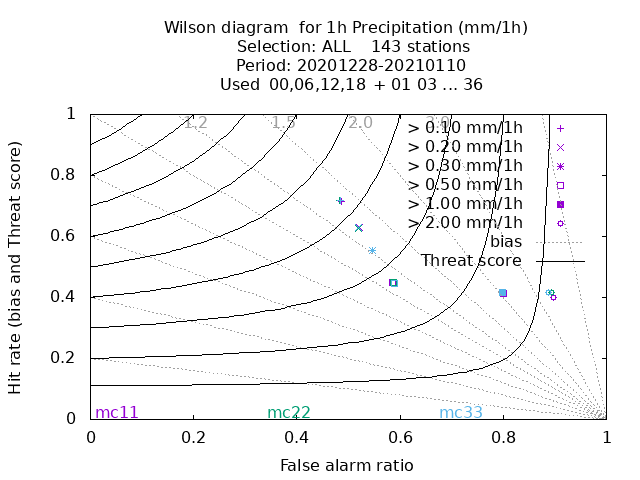 Wilson diagram  for 1h Precipitation (mm/1h)
Selection: ALL    143 stations
Period: 20201228-20210110
Used  00,06,12,18 + 01 03 ... 36
1.2 1.5 2.0 3.0
> 0.10 mm/1h
> 0.20 mm/1h
> 0.30 mm/1h
> 0.50 mm/1h
> 1.00 mm/1h
> 2.00 mm/1h
bias
Threat score
Hit rate (bias and Threat score)
1
0.8
0.6
0.4
0.2
0
mc11 mc22 mc33
0 0.2 0.4 0.6 0.8 1
False alarm ratio